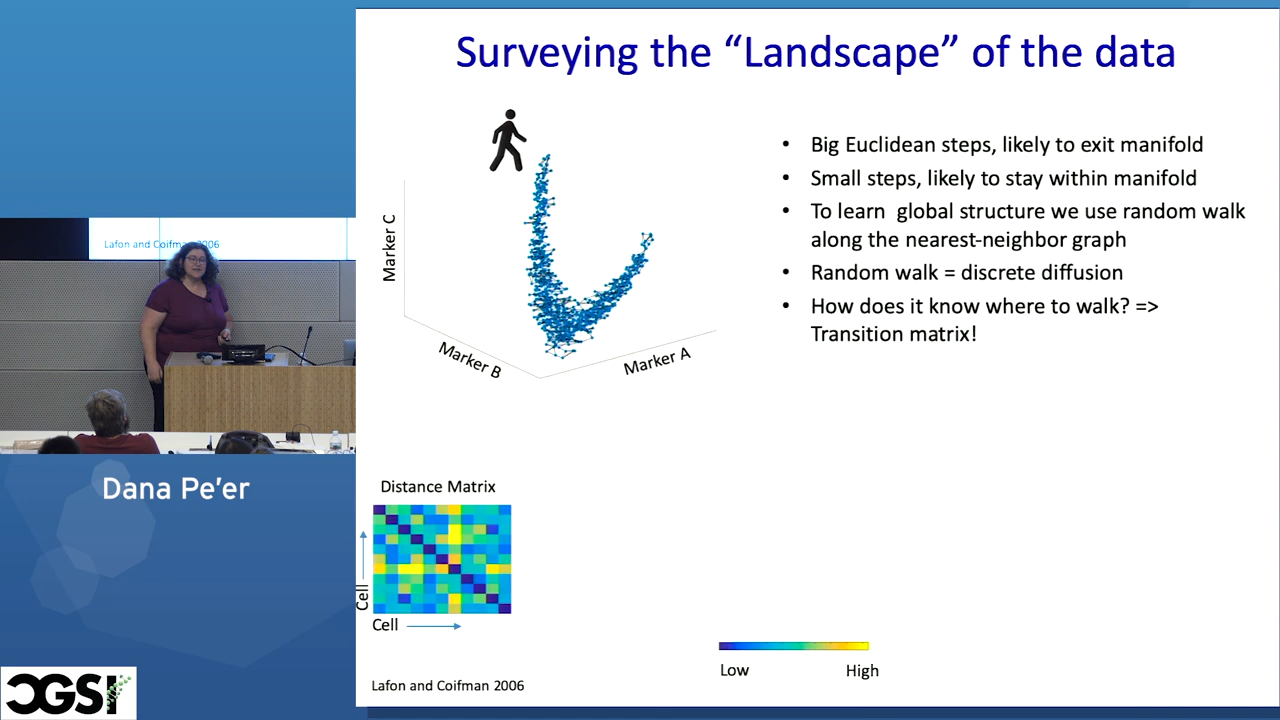 Surveying the “Landscape” of the data
Marker C
Marker B
Marker A
• Big Euclidean steps, likely to exit manifold
• Small steps, likely to stay within manifold
• To learn global structure we use random walk
along the nearest-neighbor graph
• Random walk = discrete diffusion
• How does it know where to walk? =>
Transition matrix!
Lafon and Coifman 2006
Dana Pe’er
Distance Matrix
Cell
Cell
Low
High
Lafon and Coifman 2006
CGSI